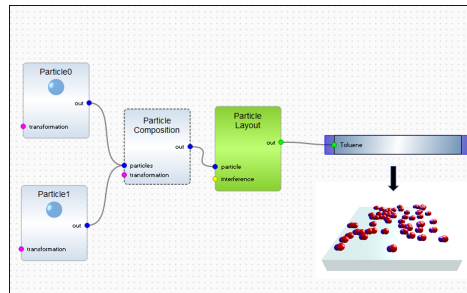 Particle0
out
transformation
Particle
Composition
out
particles
transformation
Particle
Layout
out
particle
interference
Toluene
Particle1
out
transformation